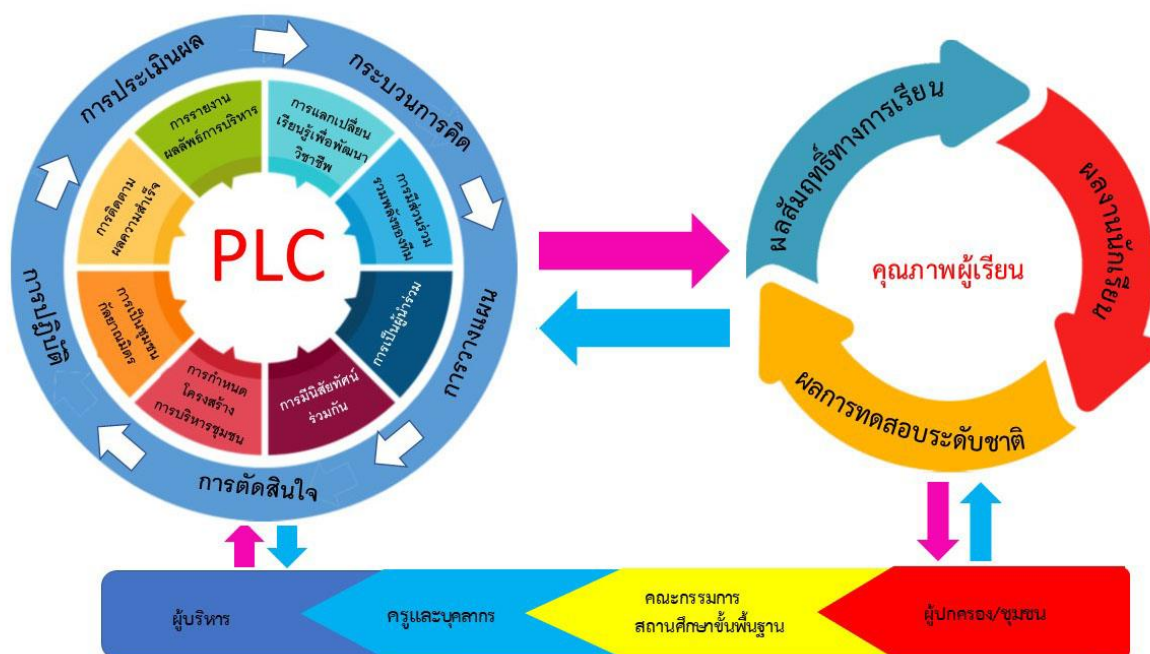 การประเมินผล
กระบวนการคิด
การวางแผน
การตัดสินใจ
การปฏิบัติ
การรายงาน
ผลลัพธ์การบริหาร
การแลกเปลี่ยน
เรียนรู้เพื่อพัฒนา
วิชาชีพ
การมีส่วนร่วม
รวมพลังของทีม
การเป็นผู้นำร่วม
การมีนิสัยทัศน์
ร่วมกัน
การกำหนด
โครงสร้าง
การบริหารชุมชน
การเป็นชุมชน
กัลยาณมิตร
การติดตาม
ผลความสำเร็จ
PLC
ผลสัมฤทธิ์ทางการเรียน
ผลงานนักเรียน
ผลการทดสอบระดับชาติ
คุณภาพผู้เรียน
ผู้บริหาร
ครูและบุคลากร
คณะกรรมการ
สถานศึกษาขั้นพื้นฐาน
ผู้ปกครอง/ชุมชน